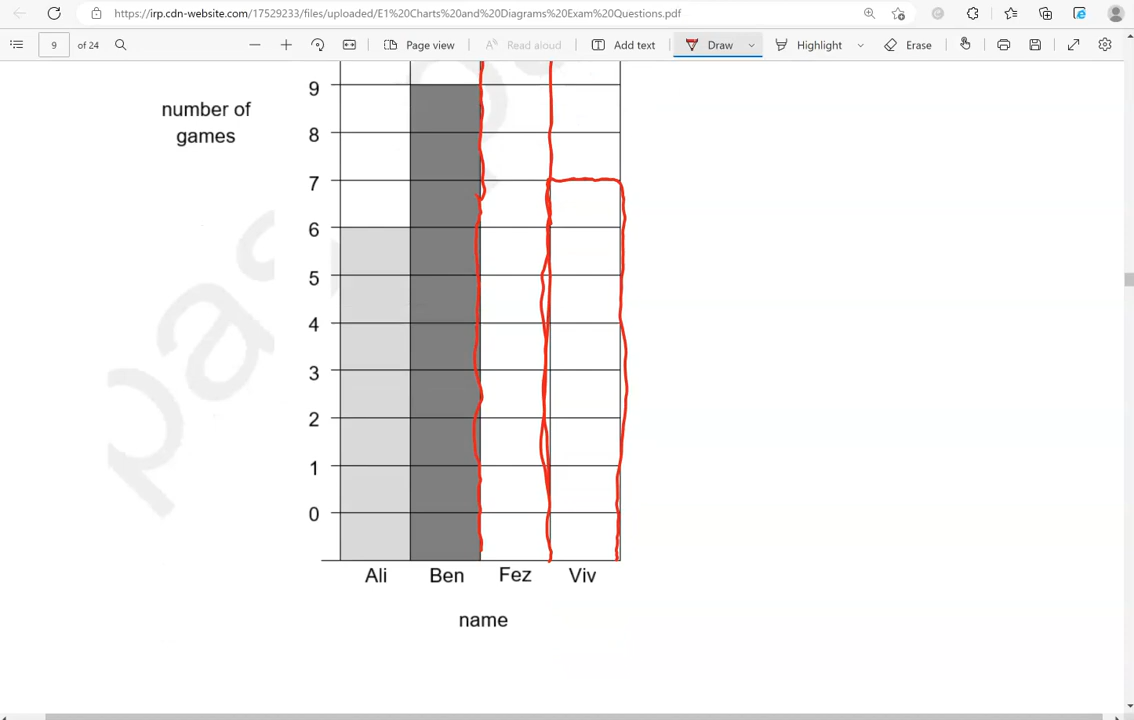 https://irp.cdn-website.com/17529233/files/uploaded/E1%20Charts%20and%20Diagrams%20Exam%20Questions.pdf
9 of 24 Page view Read aloud Add text Draw Highlight Erase
9
number of
games
8
7
6
5
4
3
2
1
0
Ali Ben Fez Viv
name
pas
pa